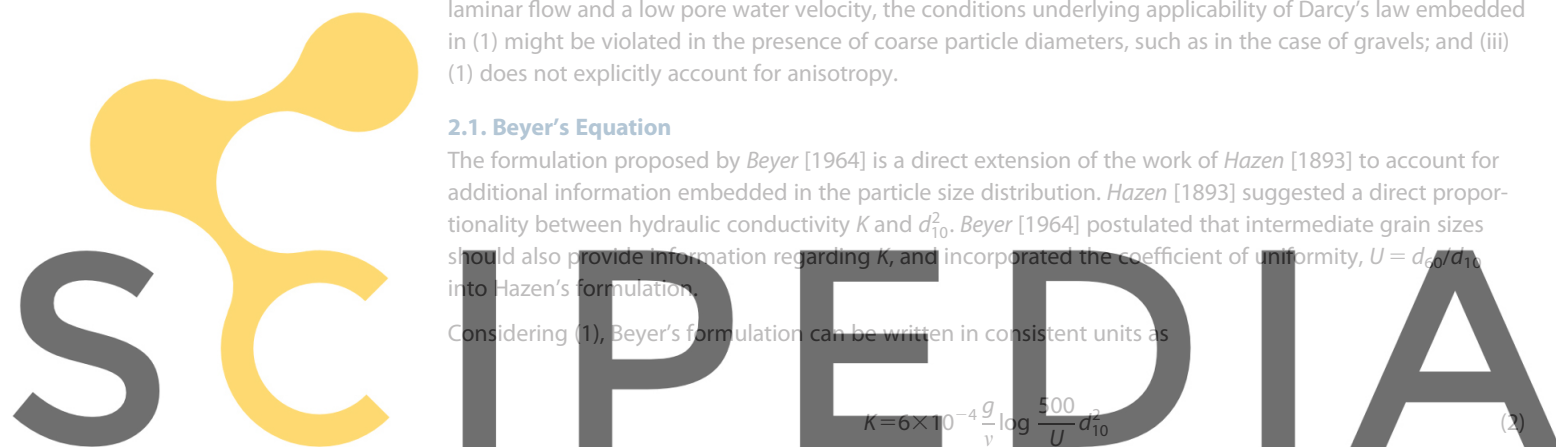 laminar flow and a low pore water velocity, the conditions underlying applicability of Darcy’s law embedded
in (1) might be violated in the presence of coarse particle diameters, such as in the case of gravels; and (iii)
(1) does not explicitly account for anisotropy.
2.1. Beyer’s Equation
The formulation proposed by Beyer [1964] is a direct extension of the work of Hazen [1893] to account for
additional information embedded in the particle size distribution. Hazen [1893] suggested a direct propor-
tionality between hydraulic conductivity K and d₁₀². Beyer [1964] postulated that intermediate grain sizes
should also provide information regarding K, and incorporated the coefficient of uniformity, U = d₆₀/d₁₀
into Hazen’s formulation.
Considering (1), Beyer’s formulation can be written in consistent units as
K=6×10⁻⁴ g/ν log 500/U d₁₀² (2)
SCIPEDIA